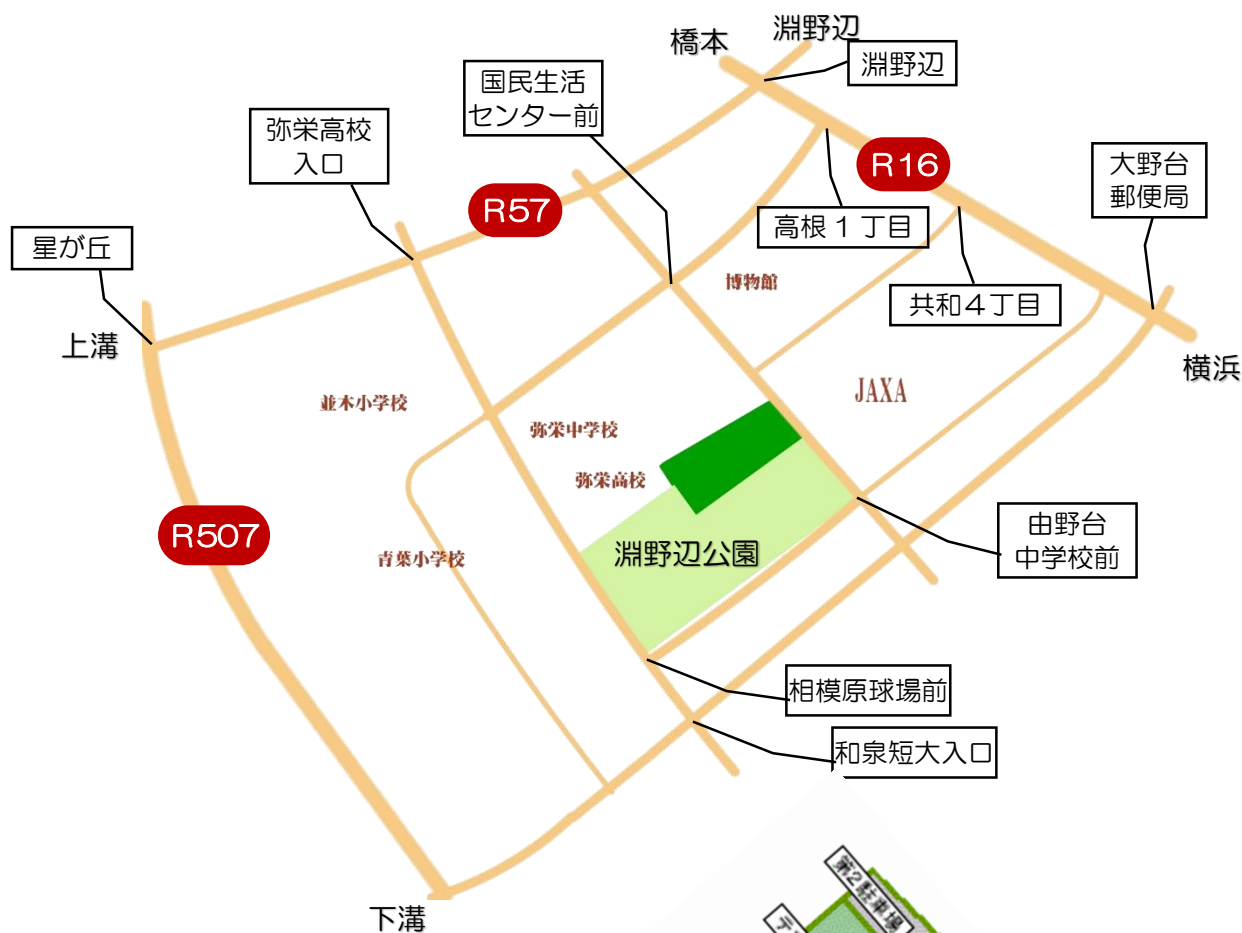 淵野辺
橋本
淵野辺
国民生活
センター前
弥栄高校
入口
R16
大野台
郵便局
R57
高根1丁目
星が丘
博物館
共和4丁目
上溝
横浜
JAXA
並木小学校
弥栄中学校
弥栄高校
R507
由野台
中学校前
淵野辺公園
青葉小学校
相模原球場前
和泉短大入口
第2駐車場
テ
下溝